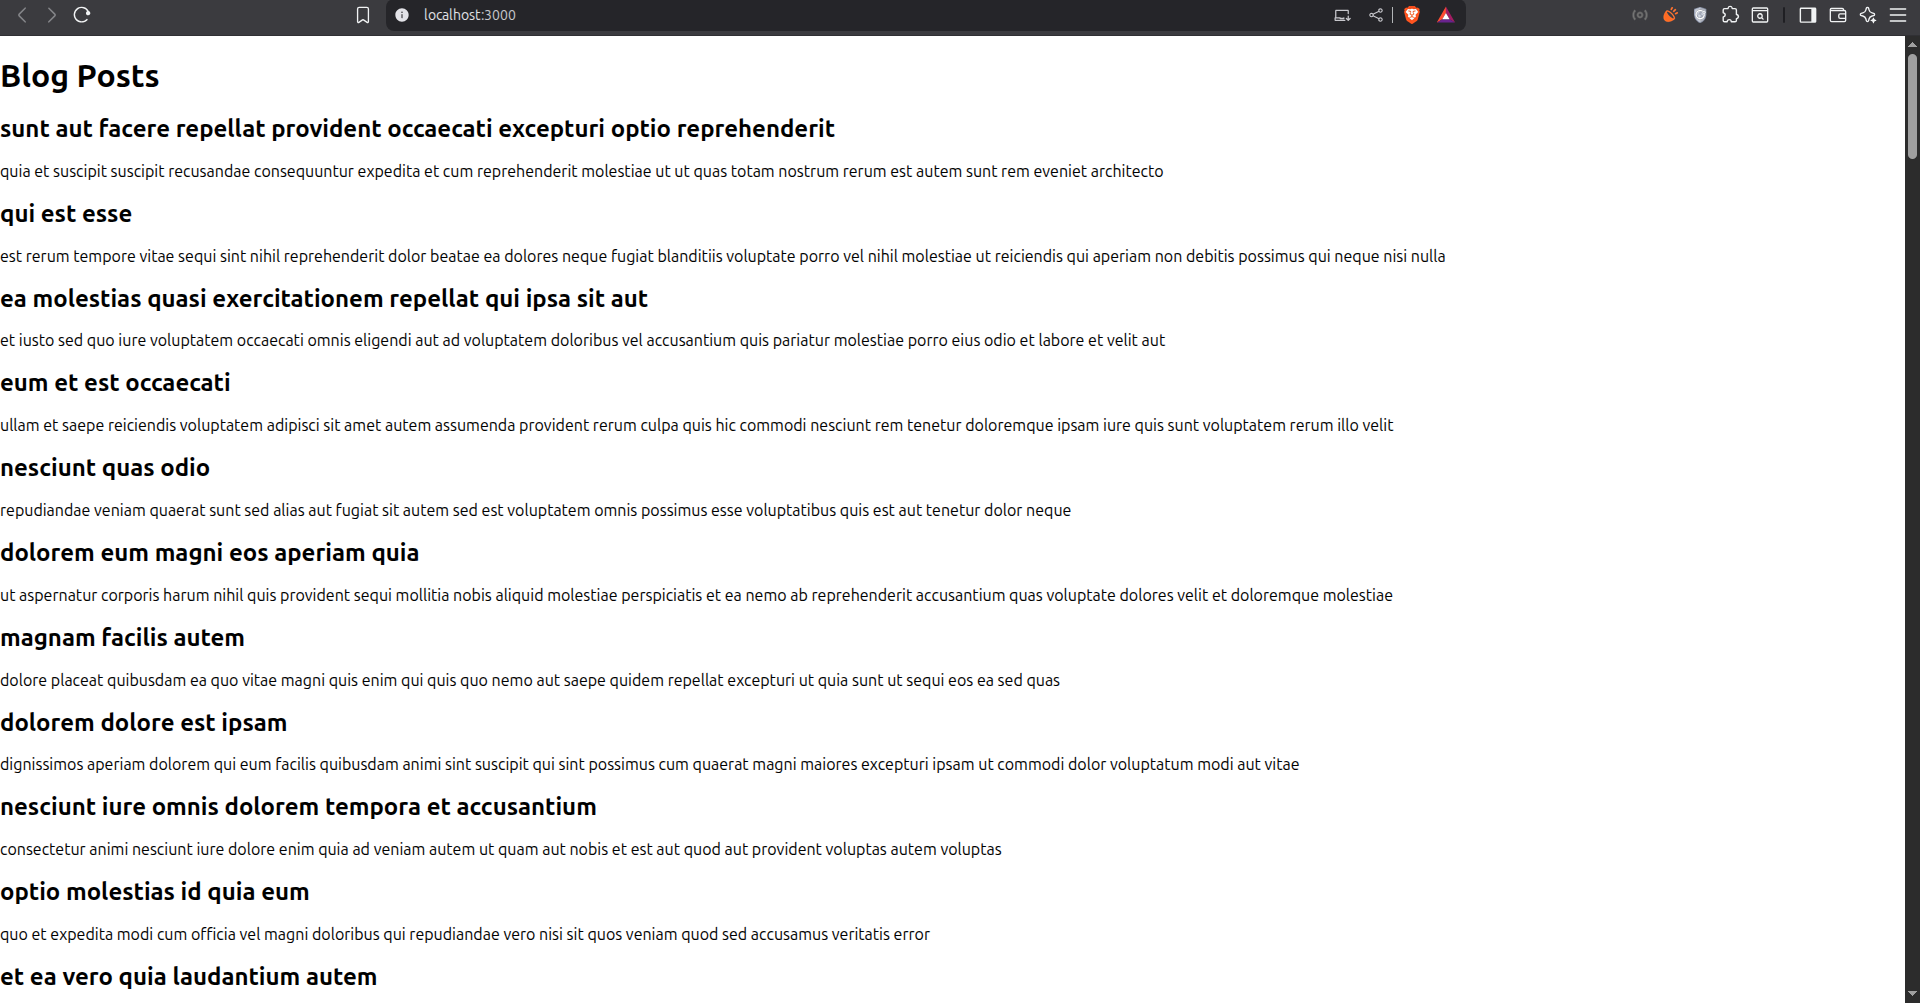 localhost:3000
Blog Posts
sunt aut facere repellat provident occaecati excepturi optio reprehenderit
quia et suscipit suscipit recusandae consequuntur expedita et cum reprehenderit molestiae ut ut quas totam nostrum rerum est autem sunt rem eveniet architecto
qui est esse
est rerum tempore vitae sequi sint nihil reprehenderit dolor beatae ea dolores neque fugiat blanditiis voluptate porro vel nihil molestiae ut reiciendis qui aperiam non debitis possimus qui neque nisi nulla
ea molestias quasi exercitationem repellat qui ipsa sit aut
et iusto sed quo iure voluptatem occaecati omnis eligendi aut ad voluptatem doloribus vel accusantium quis pariatur molestiae porro eius odio et labore et velit aut
eum et est occaecati
ullam et saepe reiciendis voluptatem adipisci sit amet autem assumenda provident rerum culpa quis hic commodi nesciunt rem tenetur doloremque ipsam iure quis sunt voluptatem rerum illo velit
nesciunt quas odio
repudiandae veniam quaerat sunt sed alias aut fugiat sit autem sed est voluptatem omnis possimus esse voluptatibus quis est aut tenetur dolor neque
dolorem eum magni eos aperiam quia
ut aspernatur corporis harum nihil quis provident sequi mollitia nobis aliquid molestiae perspiciatis et ea nemo ab reprehenderit accusantium quas voluptate dolores velit et doloremque molestiae
magnam facilis autem
dolore placeat quibusdam ea quo vitae magni quis enim qui quis quo nemo aut saepe quidem repellat excepturi ut quia sunt ut sequi eos ea sed quas
dolorem dolore est ipsam
dignissimos aperiam dolorem qui eum facilis quibusdam animi sint suscipit qui sint possimus cum quaerat magni maiores excepturi ipsam ut commodi dolor voluptatum modi aut vitae
nesciunt iure omnis dolorem tempora et accusantium
consectetur animi nesciunt iure dolore enim quia ad veniam autem ut quam aut nobis et est aut quod aut provident voluptas autem voluptas
optio molestias id quia eum
quo et expedita modi cum officia vel magni doloribus qui repudiandae vero nisi sit quos veniam quod sed accusamus veritatis error
et ea vero quia laudantium autem